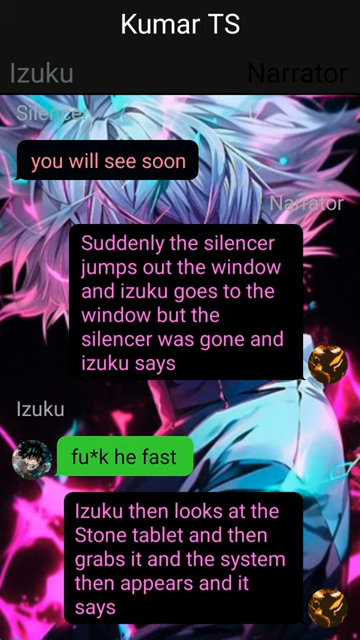 Kumar TS
Izuku
Narrator
Silencer
you will see soon
Narrator
Suddenly the silencer
jumps out the window
and izuku goes to the
window but the
silencer was gone and
izuku says
Izuku
fu*k he fast
Izuku then looks at the
Stone tablet and then
grabs it and the system
then appears and it
says